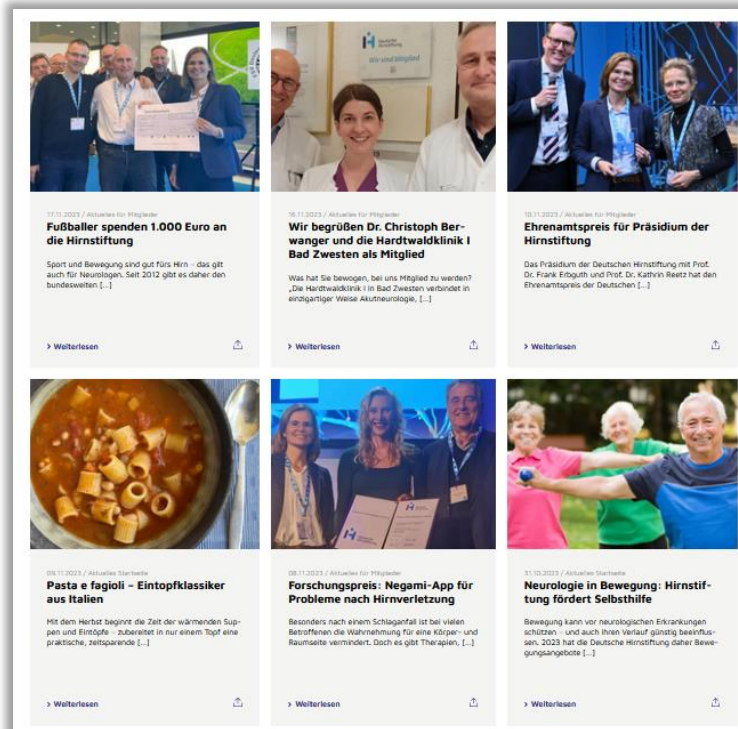 Deutsche
Hirnstiftung
Wir sind Mitglied
17.11.2023 / Aktuelles für Mitglieder
Fußballer spenden 1.000 Euro an
die Hirnstiftung
Sport und Bewegung sind gut fürs Hirn – das gilt
auch für Neurologen. Seit 2012 gibt es daher den
bundesweiten [...]
> Weiterlesen
16.11.2023 / Aktuelles für Mitglieder
Wir begrüßen Dr. Christoph Ber-
wanger und die Hardtwaldklinik I
Bad Zwesten als Mitglied
Was hat Sie bewogen, bei uns Mitglied zu werden?
„Die Hardtwaldklinik I in Bad Zwesten verbindet in
einzigartiger Weise Akutneurologie, [...]
> Weiterlesen
10.11.2023 / Aktuelles für Mitglieder
Ehrenamtspreis für Präsidium der
Hirnstiftung
Das Präsidium der Deutschen Hirnstiftung mit Prof.
Dr. Frank Erbguth und Prof. Dr. Kathrin Reetz hat den
Ehrenamtspreis der Deutschen [...]
> Weiterlesen
09.11.2023 / Aktuelles Startseite
Pasta e fagioli – Eintopfklassiker
aus Italien
Mit dem Herbst beginnt die Zeit der wärmenden Sup-
pen und Eintöpfe – zubereitet in nur einem Topf eine
praktische, zeitsparende [...]
> Weiterlesen
08.11.2023 / Aktuelles für Mitglieder
Forschungspreis: Negami-App für
Probleme nach Hirnverletzung
Besonders nach einem Schlaganfall ist bei vielen
Betroffenen die Wahrnehmung für eine Körper- und
Raumseite vermindert. Doch es gibt Therapien, [...]
> Weiterlesen
31.10.2023 / Aktuelles Startseite
Neurologie in Bewegung: Hirnstif-
tung fördert Selbsthilfe
Bewegung kann vor neurologischen Erkrankungen
schützen – und auch ihren Verlauf günstig beeinflus-
sen. 2023 hat die Deutsche Hirnstiftung daher Bewe-
gungsangebote [...]
> Weiterlesen